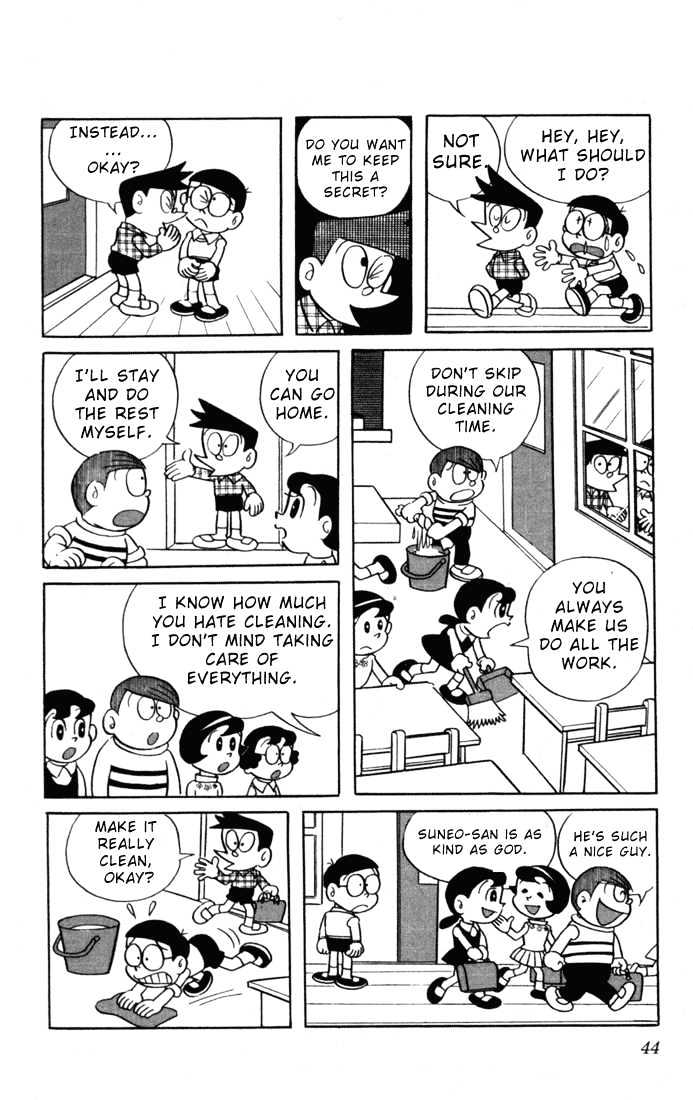 HEY, HEY,
WHAT SHOULD
I DO?
NOT
SURE.
DO YOU WANT
ME TO KEEP
THIS A
SECRET?
INSTEAD...
...
OKAY?
DON'T SKIP
DURING OUR
CLEANING
TIME.
YOU
ALWAYS
MAKE US
DO ALL THE
WORK.
YOU
CAN GO
HOME.
I'LL STAY
AND DO
THE REST
MYSELF.
I KNOW HOW MUCH
YOU HATE CLEANING.
I DON'T MIND TAKING
CARE OF
EVERYTHING.
HE'S SUCH
A NICE GUY.
SUNEO-SAN IS AS
KIND AS GOD.
MAKE IT
REALLY
CLEAN,
OKAY?
44